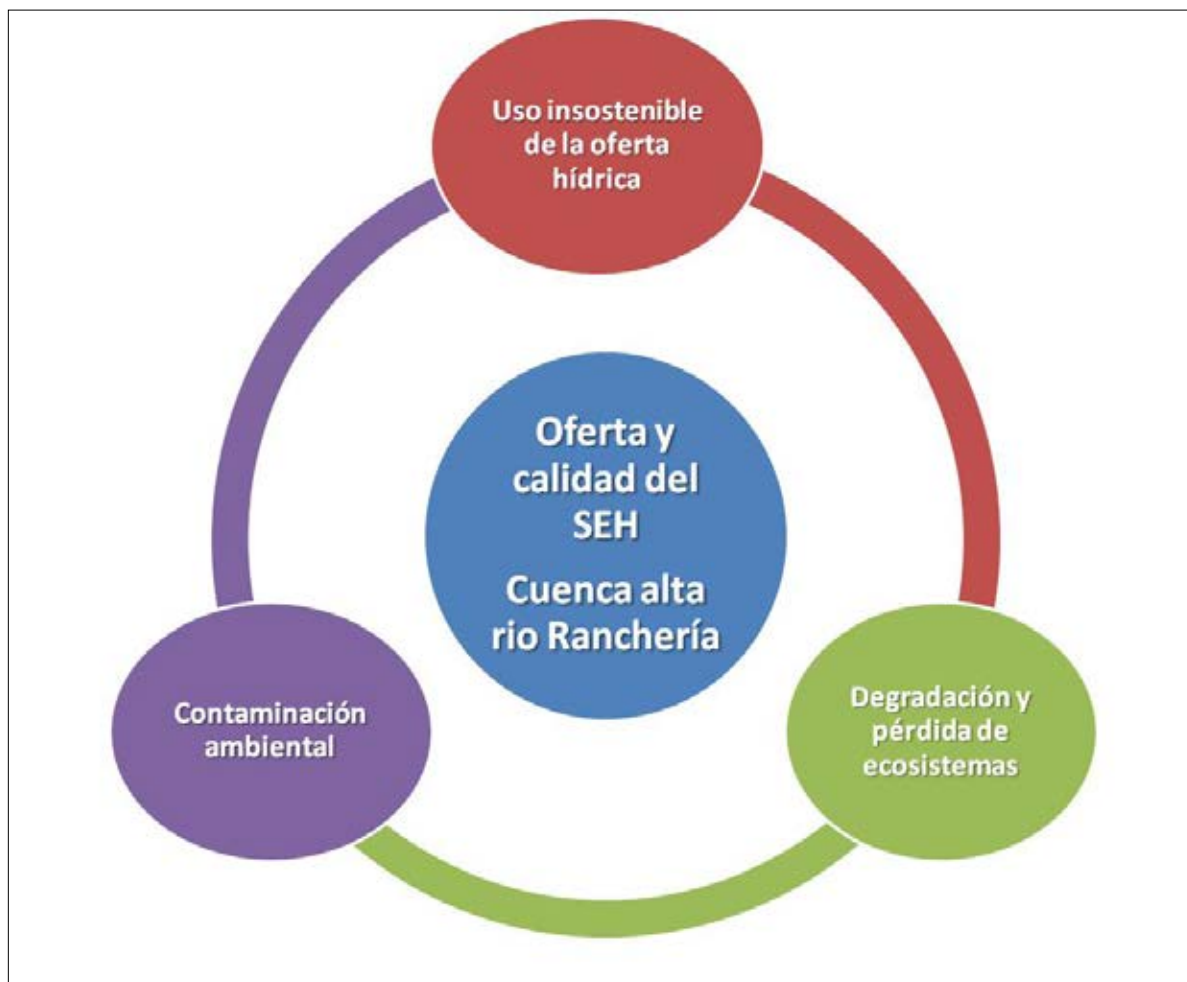 Uso insostenible
de la oferta
hídrica
Oferta y
calidad del
SEH
Cuenca alta
rio Ranchería
Contaminación
ambiental
Degradación y
pérdida de
ecosistemas